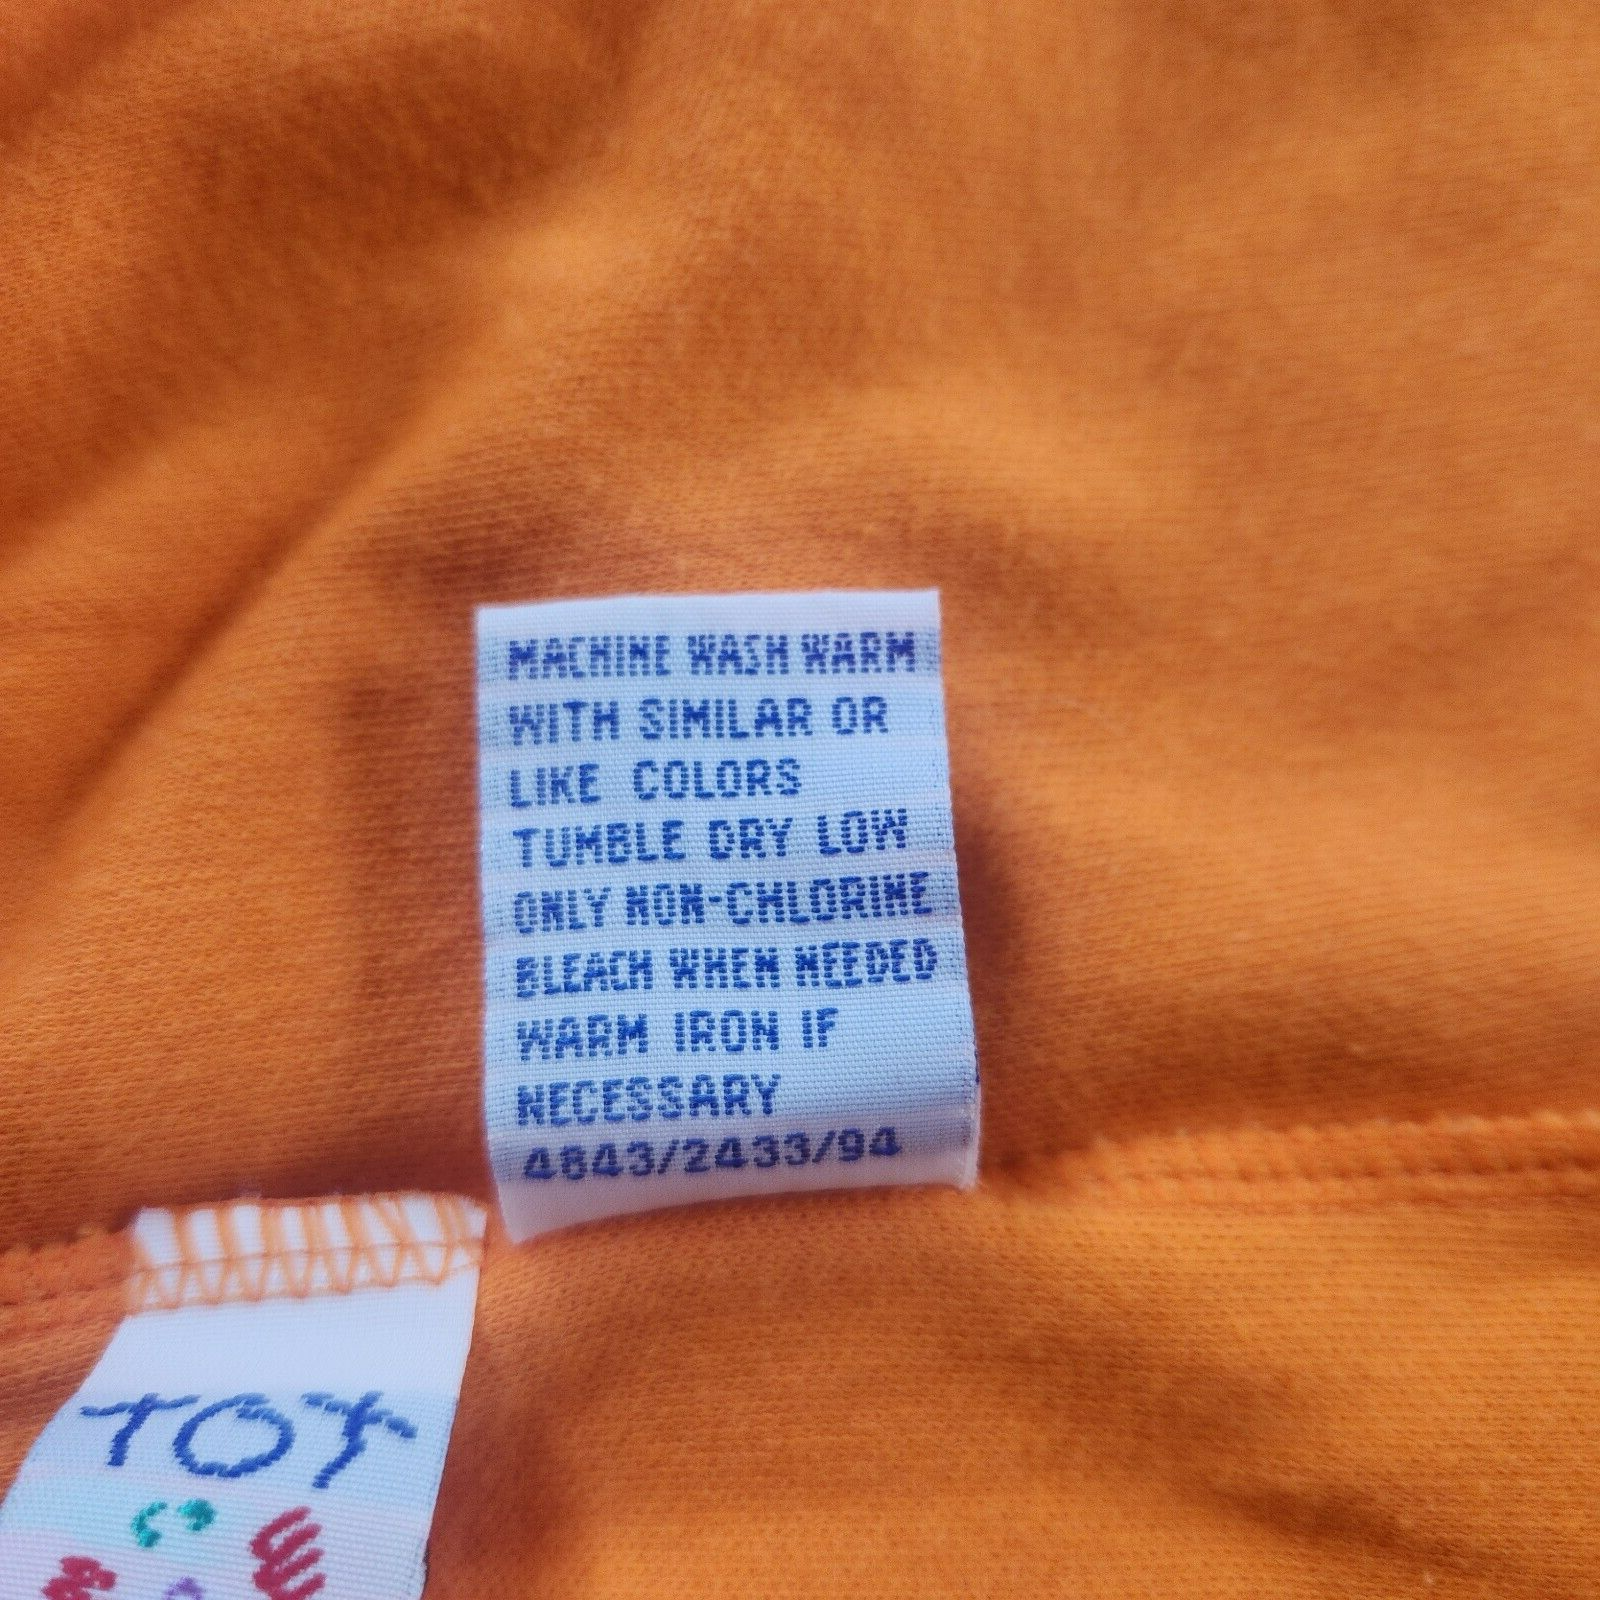 MACHINE WASH WARM
WITH SIMILAR OR
LIKE COLORS
TUMBLE DRY LOW
ONLY NON-CHLORINE
BLEACH WHEN NEEDED
WARM IRON IF
NECESSARY
4843/2433/94
TOY